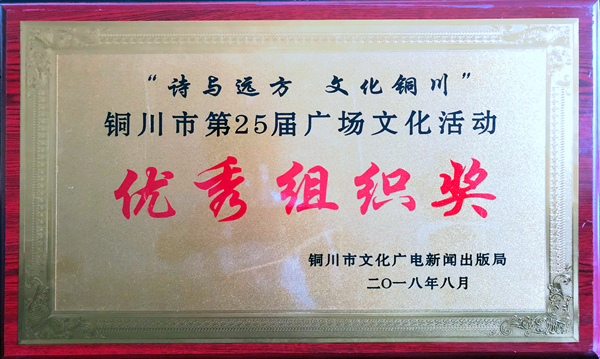 “诗与远方 文化铜川”
铜川市第25届广场文化活动
优秀组织奖
铜川市文化广电新闻出版局
二〇一八年八月